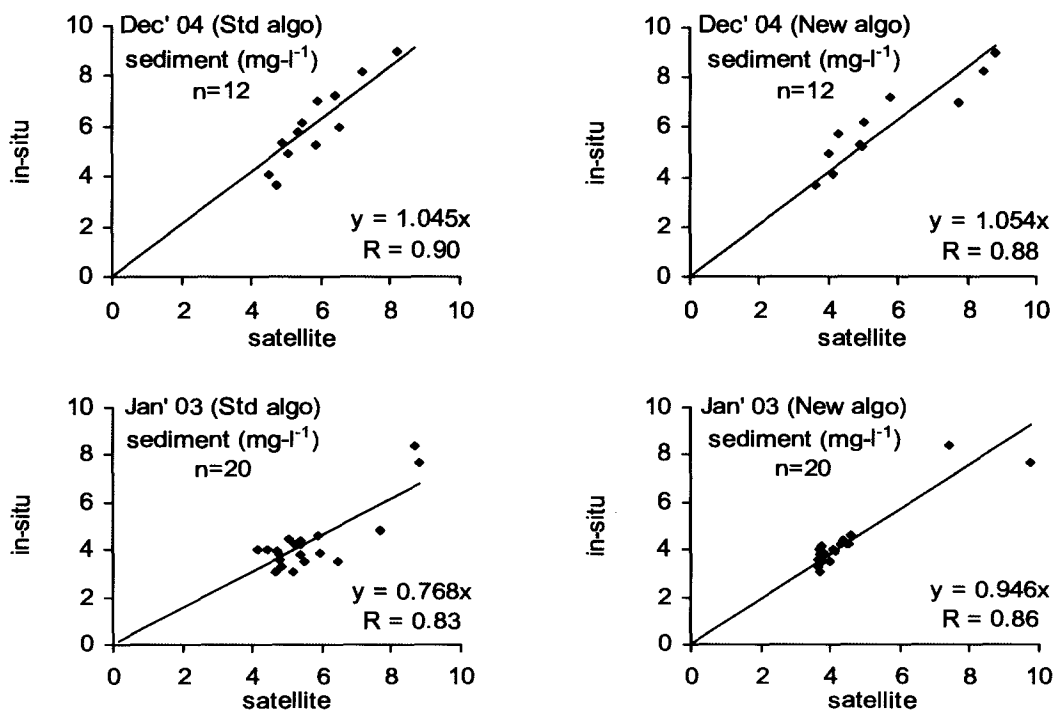 Dec' 04 (Std algo)
sediment (mg-l⁻¹)
n=12
10
8
6
4
2
0
in-situ
y = 1.045x
R = 0.90
0 2 4 6 8 10
satellite
Dec' 04 (New algo)
sediment (mg-l⁻¹)
n=12
10
8
6
4
2
0
in-situ
y = 1.054x
R = 0.88
0 2 4 6 8 10
satellite
Jan' 03 (Std algo)
sediment (mg-l⁻¹)
n=20
10
8
6
4
2
0
in-situ
y = 0.768x
R = 0.83
0 2 4 6 8 10
satellite
Jan' 03 (New algo)
sediment (mg-l⁻¹)
n=20
10
8
6
4
2
0
in-situ
y = 0.946x
R = 0.86
0 2 4 6 8 10
satellite